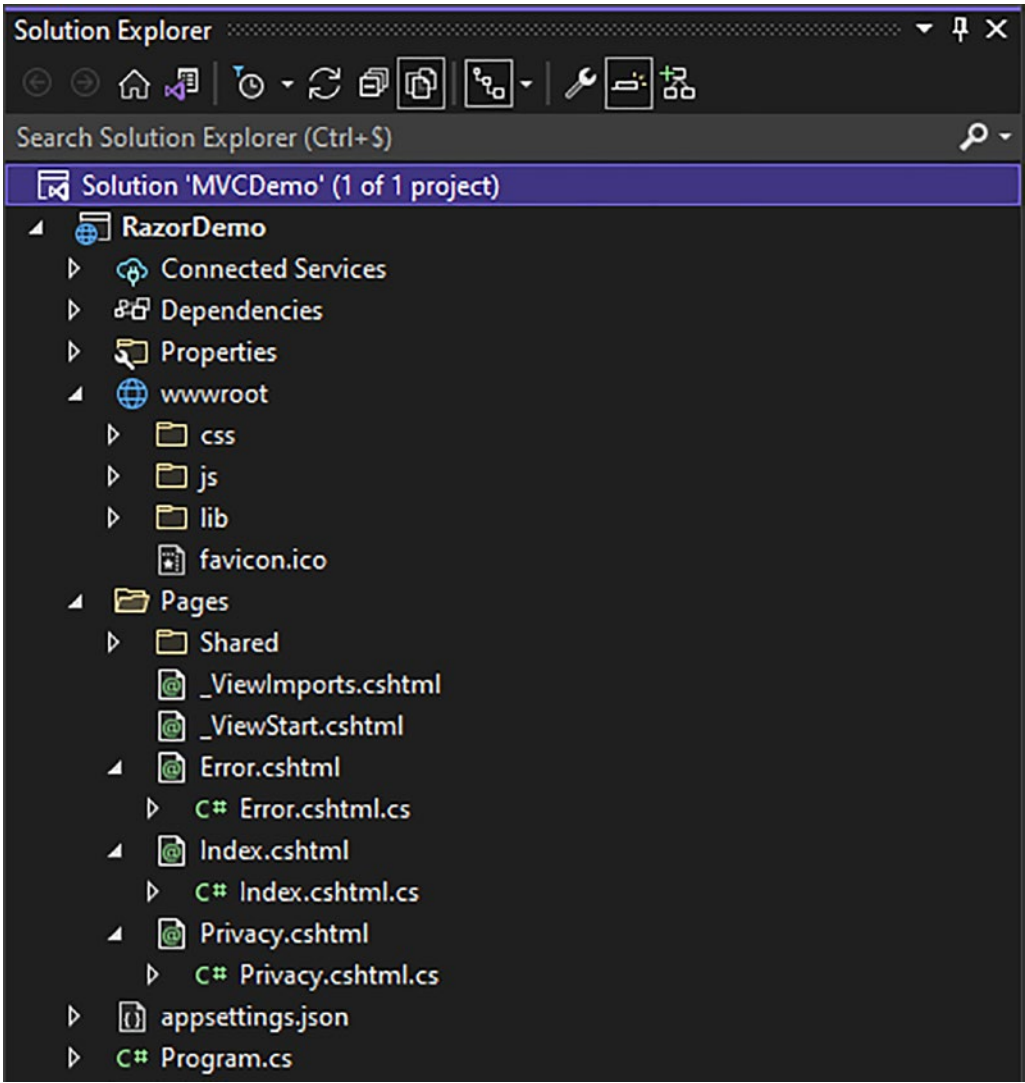 Solution Explorer
Search Solution Explorer (Ctrl+$)
Solution 'MVCDemo' (1 of 1 project)
RazorDemo
Connected Services
Dependencies
Properties
wwwroot
css
js
lib
favicon.ico
Pages
Shared
_ViewImports.cshtml
_ViewStart.cshtml
Error.cshtml
C# Error.cshtml.cs
Index.cshtml
C# Index.cshtml.cs
Privacy.cshtml
C# Privacy.cshtml.cs
appsettings.json
C# Program.cs